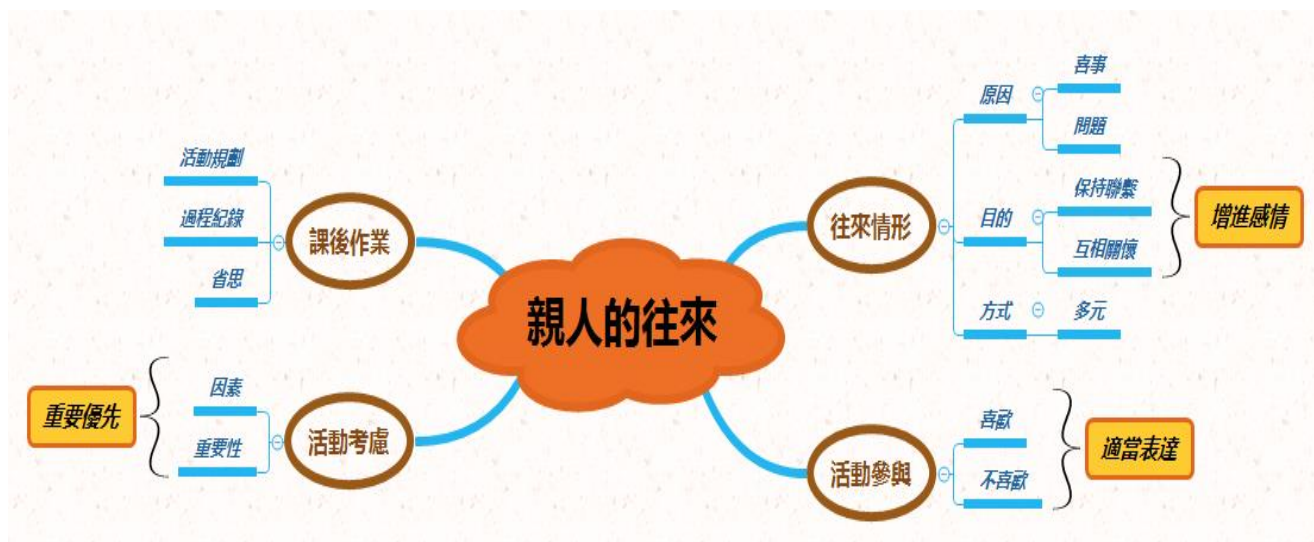 親人的往來
往來情形
原因
喜事
問題
目的
保持聯繫
互相關懷
增進感情
方式
多元
活動參與
喜歡
不喜歡
適當表達
活動考慮
因素
重要性
重要優先
課後作業
活動規劃
過程紀錄
省思